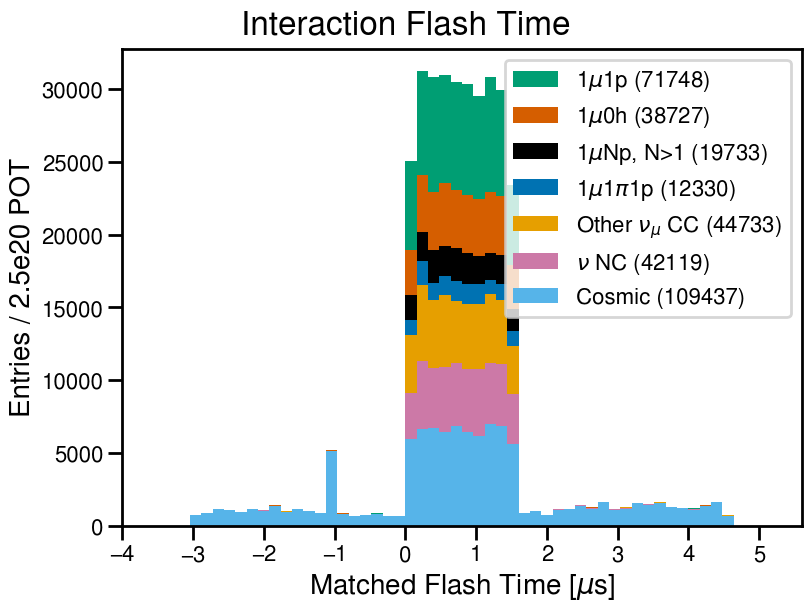 Interaction Flash Time
30000
25000
20000
15000
10000
5000
0
Entries / 2.5e20 POT
1μ1p (71748)
1μ0h (38727)
1μNp, N>1 (19733)
1μ1π1p (12330)
Other νμ CC (44733)
ν NC (42119)
Cosmic (109437)
−4 −3 −2 −1 0 1 2 3 4 5
Matched Flash Time [μs]